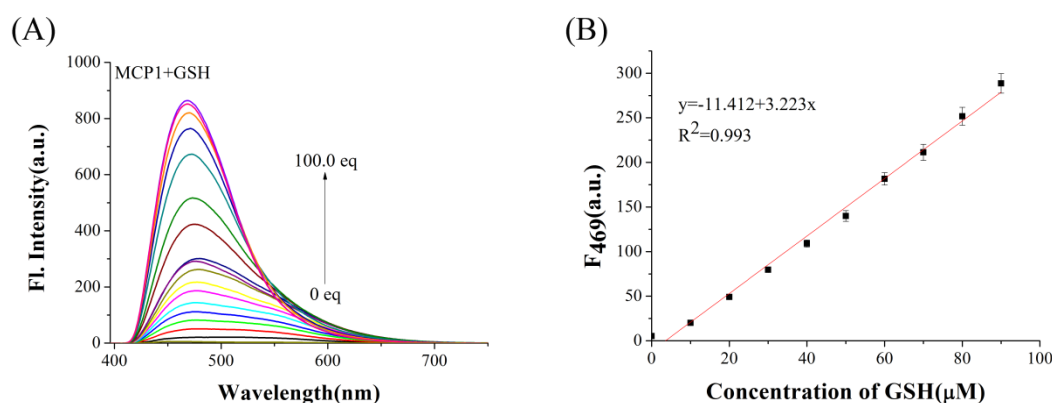 (A)
MCP1+GSH
100.0 eq
0 eq
Fl. Intensity(a.u.)
1000
800
600
400
200
0
400
500
600
700
Wavelength(nm)
(B)
y=-11.412+3.223x
R²=0.993
F469(a.u.)
300
250
200
150
100
50
0
0
20
40
60
80
100
Concentration of GSH(μM)